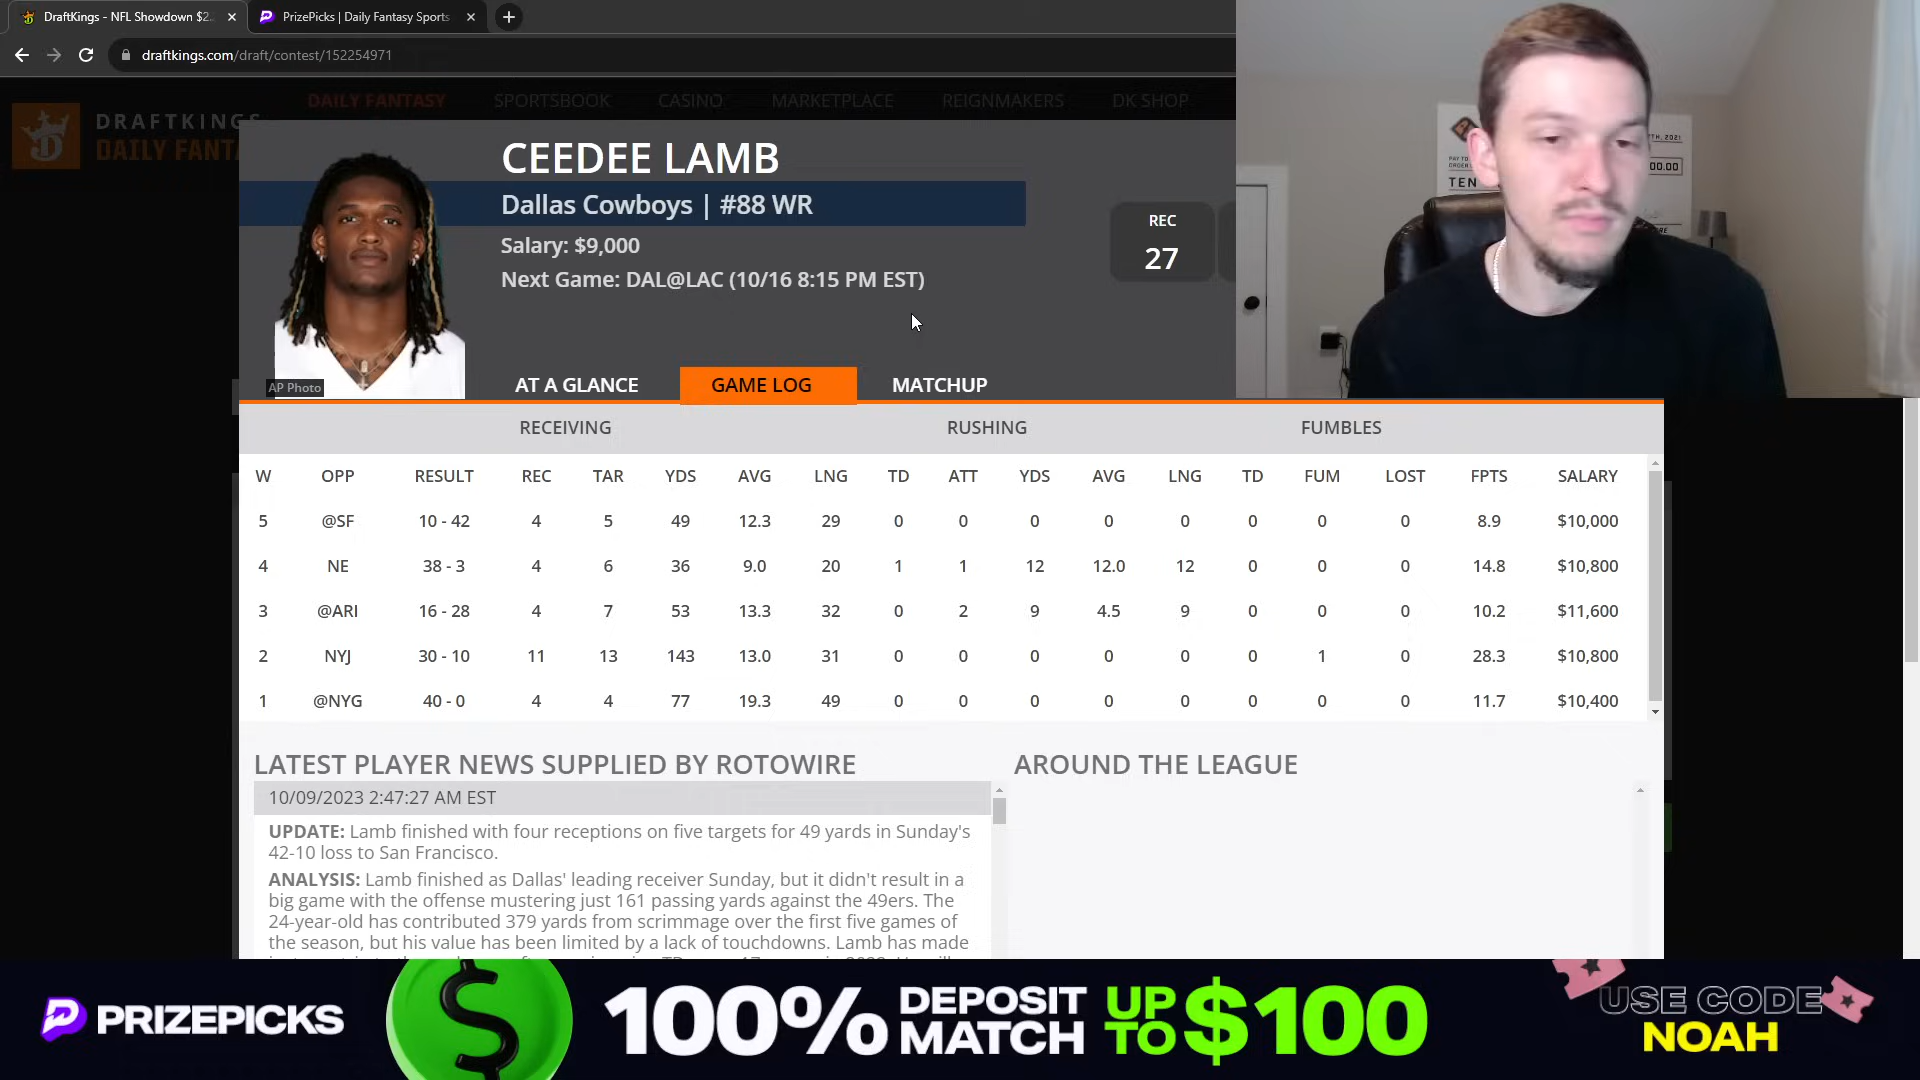 DraftKings - NFL Showdown $2.
PrizePicks | Daily Fantasy Sports
draftkings.com/draft/contest/152254971
DAILY FANTASY SPORTSBOOK CASINO MARKETPLACE REIGNMAKERS DK SHOP
DRAFTKINGS
DAILY FANTA
CEEDEE LAMB
Dallas Cowboys | #88 WR
Salary: $9,000
Next Game: DAL@LAC (10/16 8:15 PM EST)
REC
27
AP Photo
AT A GLANCE GAME LOG MATCHUP
RECEIVING RUSHING FUMBLES
W OPP RESULT REC TAR YDS AVG LNG TD ATT YDS AVG LNG TD FUM LOST FPTS SALARY
5 @SF 10 - 42 4 5 49 12.3 29 0 0 0 0 0 0 0 0 8.9 $10,000
4 NE 38 - 3 4 6 36 9.0 20 1 1 12 12.0 12 0 0 0 14.8 $10,800
3 @ARI 16 - 28 4 7 53 13.3 32 0 2 9 4.5 9 0 0 0 10.2 $11,600
2 NYJ 30 - 10 11 13 143 13.0 31 0 0 0 0 0 0 1 0 28.3 $10,800
1 @NYG 40 - 0 4 4 77 19.3 49 0 0 0 0 0 0 0 0 11.7 $10,400
LATEST PLAYER NEWS SUPPLIED BY ROTOWIRE
10/09/2023 2:47:27 AM EST
UPDATE: Lamb finished with four receptions on five targets for 49 yards in Sunday's
42-10 loss to San Francisco.
ANALYSIS: Lamb finished as Dallas' leading receiver Sunday, but it didn't result in a
big game with the offense mustering just 161 passing yards against the 49ers. The
24-year-old has contributed 379 yards from scrimmage over the first five games of
the season, but his value has been limited by a lack of touchdowns. Lamb has made
AROUND THE LEAGUE
TH, 2021
PAY TO
ORDER
00.00
TEN
PRIZEPICKS
100% DEPOSIT MATCH UP TO $100
USE CODE
NOAH